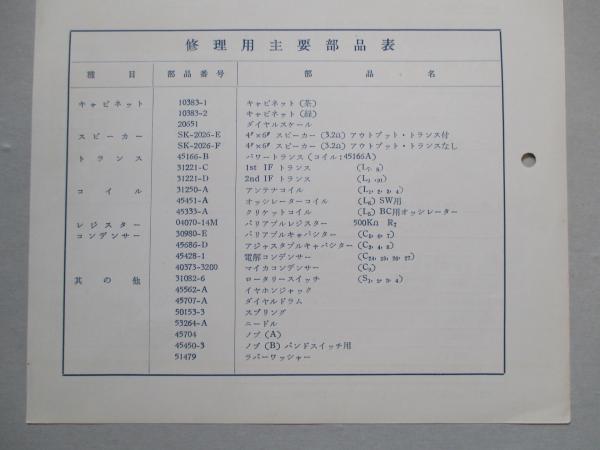 修理用主要部品表
種目 部品番号 部品名
キャビネット 10383-1 キャビネット (茶)
10383-2 キャビネット (緑)
20651 ダイヤルスケール
スピーカー SK-2026-E 4″×6″ スピーカー (3.2Ω) アウトプット・トランス付
SK-2026-F 4″×6″ スピーカー (3.2Ω) アウトプット・トランスなし
トランス 45166-B パワートランス (コイル:45166A)
31221-C 1st IF トランス
31221-D 2nd IF トランス
コイル 31250-A アンテナコイル (L1, 2, 3, 4)
45451-A オッシレーターコイル (L6) SW用
45333-A クリケットコイル (L5) BC用オッシレーター
レジスター 04070-14M バリアブルレジスター 500KΩ R2
コンデンサー 30980-E バリアブルキャパシター
45686-D アジャスタブルキャパシター
45428-1 電解コンデンサー
40373-3200 マイカコンデンサー
その他 31082-6 ロータリースイッチ (S1, 2, 3, 4)
45562-A イヤホンジャック
45707-A ダイヤルドラム
50153-3 スプリング
53264-A ニードル
45704 ノブ (A)
45450-3 ノブ (B) バンドスイッチ用
51479 ラバーワッシャー